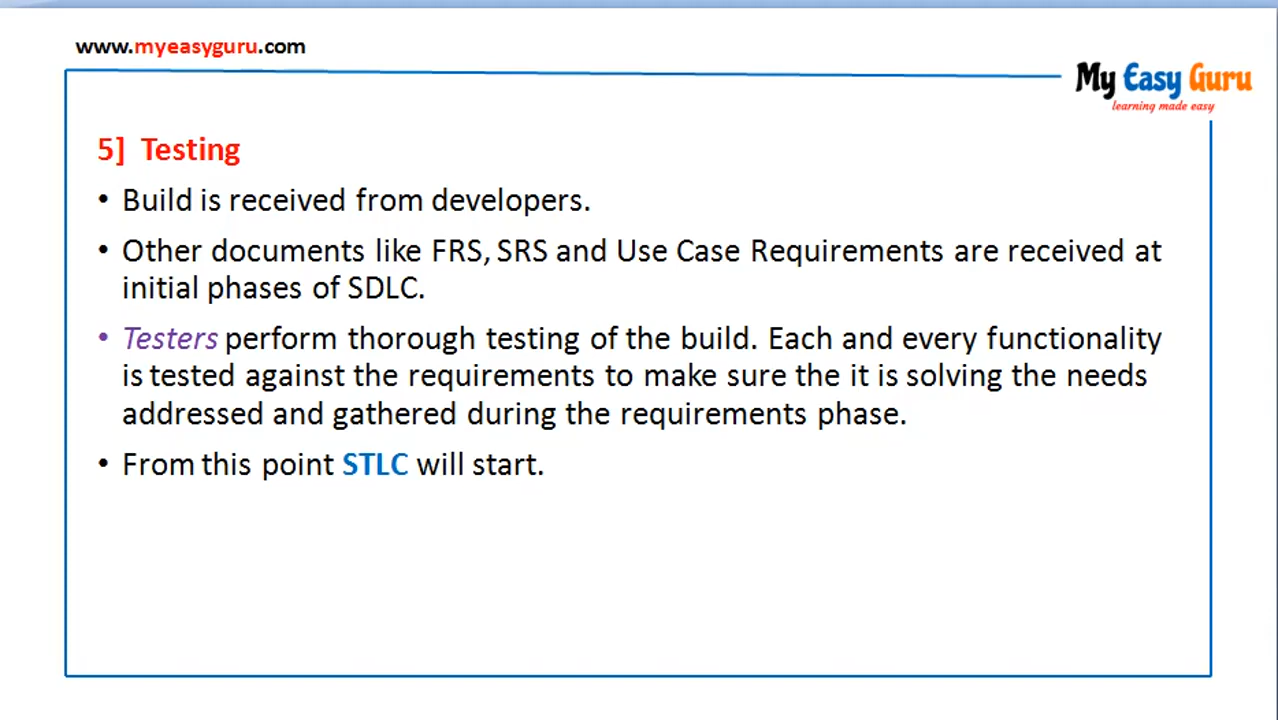 www.myeasyguru.com
My Easy Guru
learning made easy
5] Testing
• Build is received from developers.
• Other documents like FRS, SRS and Use Case Requirements are received at
initial phases of SDLC.
• Testers perform thorough testing of the build. Each and every functionality
is tested against the requirements to make sure the it is solving the needs
addressed and gathered during the requirements phase.
• From this point STLC will start.